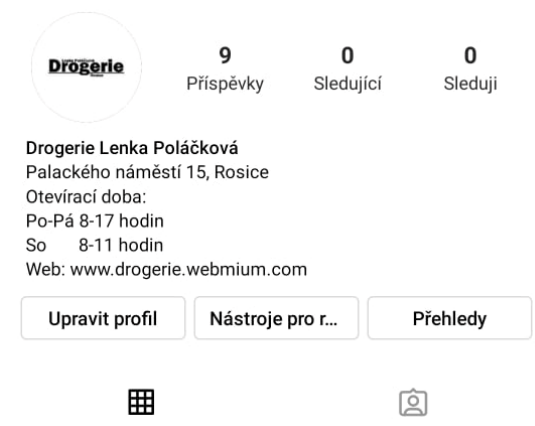 Drogerie
9
0
0
Příspěvky
Sledující
Sleduji
Drogerie Lenka Poláčková
Palackého náměstí 15, Rosice
Otevírací doba:
Po-Pá 8-17 hodin
So 8-11 hodin
Web: www.drogerie.webmium.com
Upravit profil
Nástroje pro r...
Přehledy